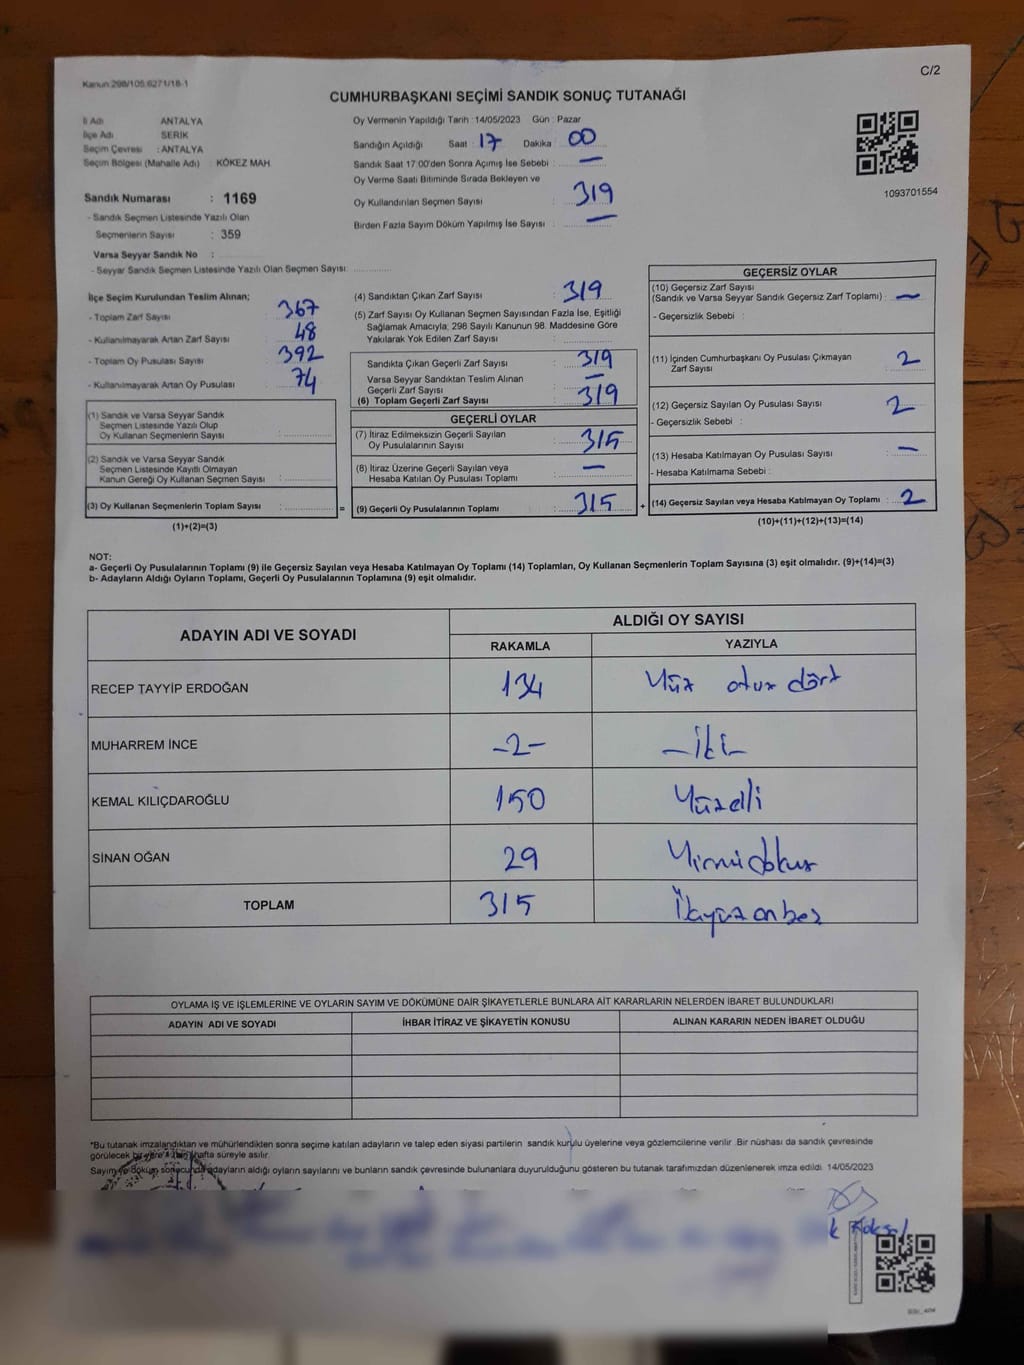 C/2
Kanun:298/105.6271/18-1
CUMHURBAŞKANI SEÇİMİ SANDIK SONUÇ TUTANAĞI
İl Adı ANTALYA
İlçe Adı SERİK
Seçim Çevresi : ANTALYA
Seçim Bölgesi (Mahalle Adı) : KÖKEZ MAH
Sandık Numarası : 1169
- Sandık Seçmen Listesinde Yazılı Olan
Seçmenlerin Sayısı : 359
Varsa Seyyar Sandık No :
- Seyyar Sandık Seçmen Listesinde Yazılı Olan Seçmen Sayısı:
Oy Vermenin Yapıldığı Tarih :14/05/2023 Gün : Pazar
Sandığın Açıldığı Saat : 17 Dakika : 00
Sandık Saat 17:00'den Sonra Açımış İse Sebebi : —
Oy Verme Saati Bitiminde Sırada Bekleyen ve
Oy Kullandırılan Seçmen Sayısı : 319
Birden Fazla Sayım Döküm Yapılmış İse Sayısı : —
1093701554
İlçe Seçim Kurulundan Teslim Alınan;
- Toplam Zarf Sayısı : 367
- Kullanılmayarak Artan Zarf Sayısı : 48
- Toplam Oy Pusulası Sayısı : 392
- Kullanılmayarak Artan Oy Pusulası : 74
(1) Sandık ve Varsa Seyyar Sandık
Seçmen Listesinde Yazılı Olup
Oy Kullanan Seçmenlerin Sayısı :
(2) Sandık ve Varsa Seyyar Sandık
Seçmen Listesinde Kayıtlı Olmayan
Kanun Gereği Oy Kullanan Seçmen Sayısı :
(3) Oy Kullanan Seçmenlerin Toplam Sayısı : =
(1)+(2)=(3)
(4) Sandıktan Çıkan Zarf Sayısı : 319
(5) Zarf Sayısı Oy Kullanan Seçmen Sayısından Fazla İse, Eşitliği
Sağlamak Amacıyla; 298 Sayılı Kanunun 98. Maddesine Göre
Yakılarak Yok Edilen Zarf Sayısı :
Sandıkta Çıkan Geçerli Zarf Sayısı : 319
Varsa Seyyar Sandıktan Teslim Alınan
Geçerli Zarf Sayısı : —
(6) Toplam Geçerli Zarf Sayısı : 319
GEÇERLİ OYLAR
(7) İtiraz Edilmeksizin Geçerli Sayılan
Oy Pusulalarının Sayısı : 315
(8) İtiraz Üzerine Geçerli Sayılan veya
Hesaba Katılan Oy Pusulası Toplamı : —
(9) Geçerli Oy Pusulalarının Toplamı : 315 +
GEÇERSİZ OYLAR
(10) Geçersiz Zarf Sayısı
(Sandık ve Varsa Seyyar Sandık Geçersiz Zarf Toplamı) : —
- Geçersizlik Sebebi :
(11) İçinden Cumhurbaşkanı Oy Pusulası Çıkmayan
Zarf Sayısı : 2
(12) Geçersiz Sayılan Oy Pusulası Sayısı : 2
- Geçersizlik Sebebi :
(13) Hesaba Katılmayan Oy Pusulası Sayısı : —
- Hesaba Katılmama Sebebi :
(14) Geçersiz Sayılan veya Hesaba Katılmayan Oy Toplamı : 2
(10)+(11)+(12)+(13)=(14)
NOT:
a- Geçerli Oy Pusulalarının Toplamı (9) ile Geçersiz Sayılan veya Hesaba Katılmayan Oy Toplamı (14) Toplamları, Oy Kullanan Seçmenlerin Toplam Sayısına (3) eşit olmalıdır. (9)+(14)=(3)
b- Adayların Aldığı Oyların Toplamı, Geçerli Oy Pusulalarının Toplamına (9) eşit olmalıdır.
ADAYIN ADI VE SOYADI ALDIĞI OY SAYISI
RAKAMLA YAZIYLA
RECEP TAYYİP ERDOĞAN 134 Yüz otuz dört
MUHARREM İNCE -2- -İki-
KEMAL KILIÇDAROĞLU 150 Yüzelli
SİNAN OĞAN 29 Yirmidokuz
TOPLAM 315
OYLAMA İŞ VE İŞLEMLERİNE VE OYLARIN SAYIM VE DÖKÜMÜNE DAİR ŞİKAYETLERLE BUNLARA AİT KARARLARIN NELERDEN İBARET BULUNDUKLARI
ADAYIN ADI VE SOYADI İHBAR İTİRAZ VE ŞİKAYETİN KONUSU ALINAN KARARIN NEDEN İBARET OLDUĞU
*Bu tutanak imzalandıktan ve mühürlendikten sonra seçime katılan adayların ve talep eden siyasi partilerin sandık kurulu üyelerine veya gözlemcilerine verilir .Bir nüshası da sandık çevresinde
görülecek bir yere hafta süreyle asılır.
Sayım ve döküm sonucunda adayların aldığı oyların sayılarını ve bunların sandık çevresinde bulunanlara duyurulduğunu gösteren bu tutanak tarafımızdan düzenlenerek imza edildi. 14/05/2023